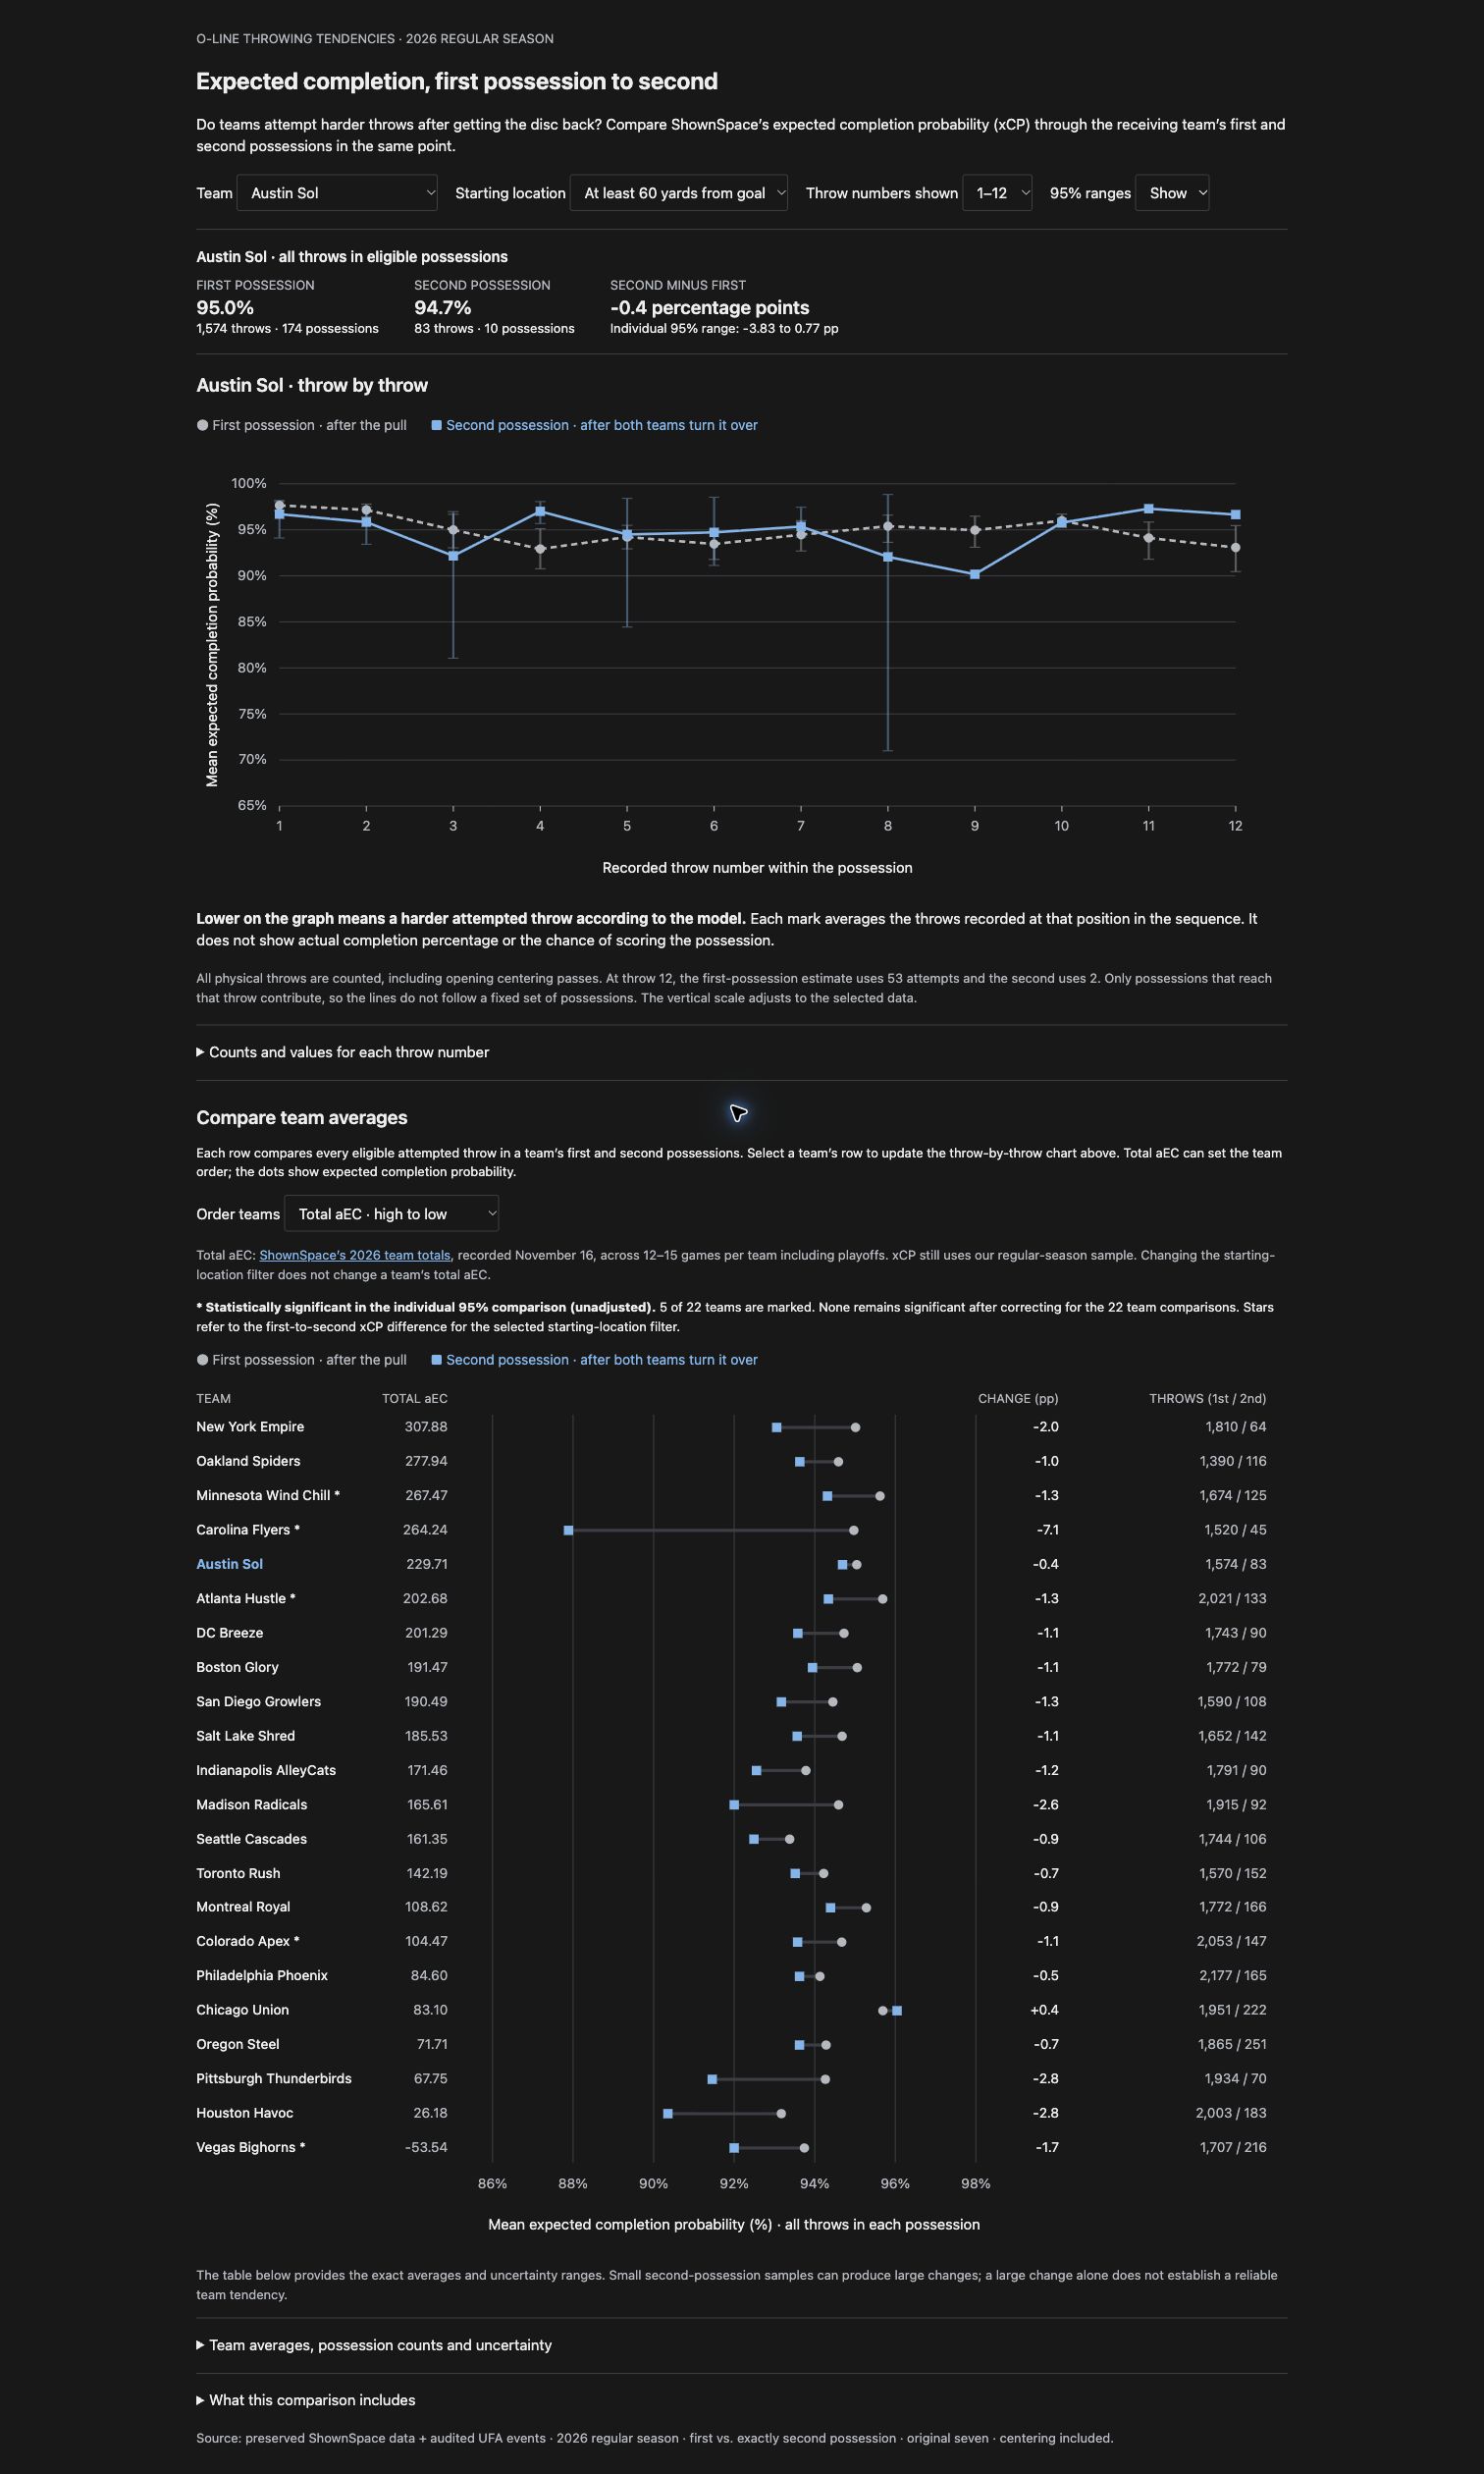 O-LINE THROWING TENDENCIES · 2026 REGULAR SEASON
Expected completion, first possession to second
Do teams attempt harder throws after getting the disc back? Compare ShownSpace's expected completion probability (xCP) through the receiving team's first and
second possessions in the same point.
Team Austin Sol Starting location At least 60 yards from goal Throw numbers shown 1–12 95% ranges Show
Austin Sol · all throws in eligible possessions
FIRST POSSESSION SECOND POSSESSION SECOND MINUS FIRST
95.0% 94.7% -0.4 percentage points
1,574 throws · 174 possessions 83 throws · 10 possessions Individual 95% range: -3.83 to 0.77 pp
Austin Sol · throw by throw
First possession · after the pull Second possession · after both teams turn it over
Mean expected completion probability (%)
100%
95%
90%
85%
80%
75%
70%
65%
1 2 3 4 5 6 7 8 9 10 11 12
Recorded throw number within the possession
Lower on the graph means a harder attempted throw according to the model. Each mark averages the throws recorded at that position in the sequence. It
does not show actual completion percentage or the chance of scoring the possession.
All physical throws are counted, including opening centering passes. At throw 12, the first-possession estimate uses 53 attempts and the second uses 2. Only possessions that reach
that throw contribute, so the lines do not follow a fixed set of possessions. The vertical scale adjusts to the selected data.
Counts and values for each throw number
Compare team averages
Each row compares every eligible attempted throw in a team's first and second possessions. Select a team's row to update the throw-by-throw chart above. Total aEC can set the team
order; the dots show expected completion probability.
Order teams Total aEC · high to low
Total aEC: ShownSpace's 2026 team totals, recorded November 16, across 12–15 games per team including playoffs. xCP still uses our regular-season sample. Changing the starting-
location filter does not change a team's total aEC.
* Statistically significant in the individual 95% comparison (unadjusted). 5 of 22 teams are marked. None remains significant after correcting for the 22 team comparisons. Stars
refer to the first-to-second xCP difference for the selected starting-location filter.
First possession · after the pull Second possession · after both teams turn it over
TEAM TOTAL aEC CHANGE (pp) THROWS (1st / 2nd)
New York Empire 307.88 -2.0 1,810 / 64
Oakland Spiders 277.94 -1.0 1,390 / 116
Minnesota Wind Chill * 267.47 -1.3 1,674 / 125
Carolina Flyers * 264.24 -7.1 1,520 / 45
Austin Sol 229.71 -0.4 1,574 / 83
Atlanta Hustle * 202.68 -1.3 2,021 / 133
DC Breeze 201.29 -1.1 1,743 / 90
Boston Glory 191.47 -1.1 1,772 / 79
San Diego Growlers 190.49 -1.3 1,590 / 108
Salt Lake Shred 185.53 -1.1 1,652 / 142
Indianapolis AlleyCats 171.46 -1.2 1,791 / 90
Madison Radicals 165.61 -2.6 1,915 / 92
Seattle Cascades 161.35 -0.9 1,744 / 106
Toronto Rush 142.19 -0.7 1,570 / 152
Montreal Royal 108.62 -0.9 1,772 / 166
Colorado Apex * 104.47 -1.1 2,053 / 147
Philadelphia Phoenix 84.60 -0.5 2,177 / 165
Chicago Union 83.10 +0.4 1,951 / 222
Oregon Steel 71.71 -0.7 1,865 / 251
Pittsburgh Thunderbirds 67.75 -2.8 1,934 / 70
Houston Havoc 26.18 -2.8 2,003 / 183
Vegas Bighorns * -53.54 -1.7 1,707 / 216
86% 88% 90% 92% 94% 96% 98%
Mean expected completion probability (%) · all throws in each possession
The table below provides the exact averages and uncertainty ranges. Small second-possession samples can produce large changes; a large change alone does not establish a reliable
team tendency.
Team averages, possession counts and uncertainty
What this comparison includes
Source: preserved ShownSpace data + audited UFA events · 2026 regular season · first vs. exactly second possession · original seven · centering included.